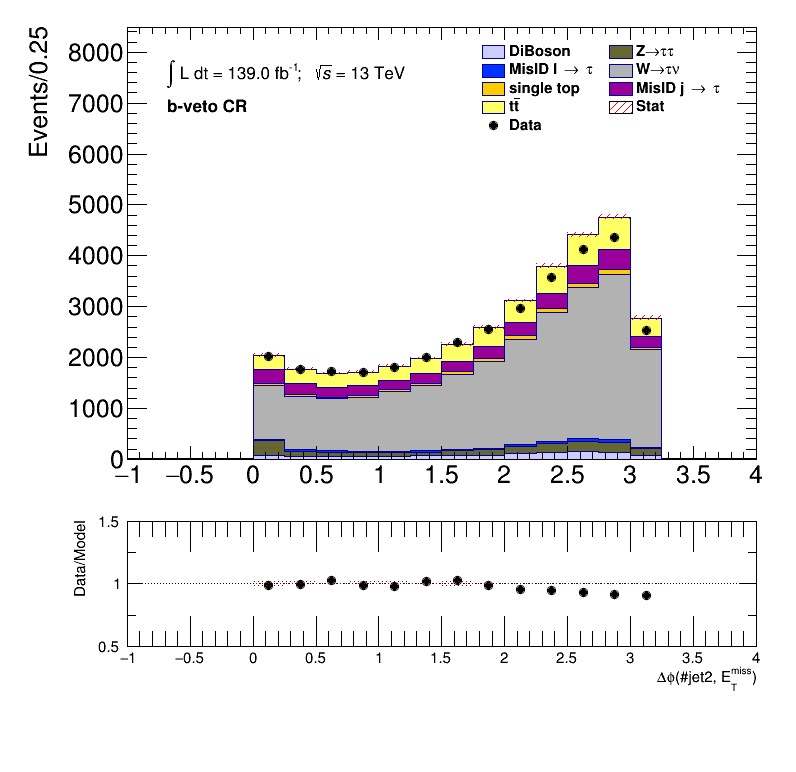 Events/0.25
8000
7000
6000
5000
4000
3000
2000
1000
0
∫ L dt = 139.0 fb⁻¹; √s = 13 TeV
b-veto CR
DiBoson
MisID l → τ
single top
tt̄
Data
Z→ττ
W→τν
MisID j → τ
Stat
−1 −0.5 0 0.5 1 1.5 2 2.5 3 3.5 4
Data/Model
1.5
1
0.5
−1 −0.5 0 0.5 1 1.5 2 2.5 3 3.5 4
Δϕ(#jet2, E_T^miss)